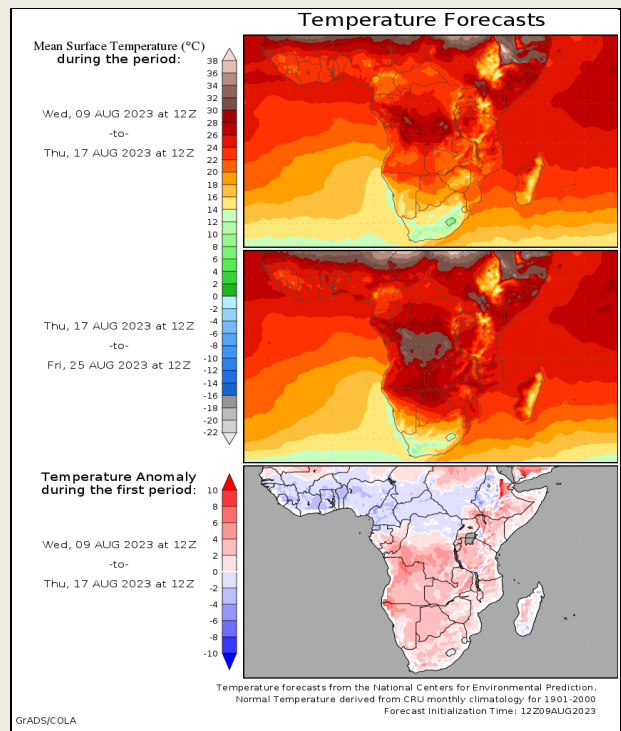 Temperature Forecasts
Mean Surface Temperature (°C)
during the period:
Wed, 09 AUG 2023 at 12Z
-to-
Thu, 17 AUG 2023 at 12Z
38
36
34
32
30
28
26
24
22
20
18
16
14
12
10
8
6
4
2
0
-2
-4
-6
-8
-10
-12
-14
-16
-18
-20
-22
Thu, 17 AUG 2023 at 12Z
-to-
Fri, 25 AUG 2023 at 12Z
Temperature Anomaly
during the first period:
Wed, 09 AUG 2023 at 12Z
-to-
Thu, 17 AUG 2023 at 12Z
10
8
6
4
2
0
-2
-4
-6
-8
-10
Temperature forecasts from the National Centers for Environmental Prediction.
Normal Temperature derived from CRU monthly climatology for 1901-2000
Forecast Initialization Time: 12Z09AUG2023
GrADS/COLA